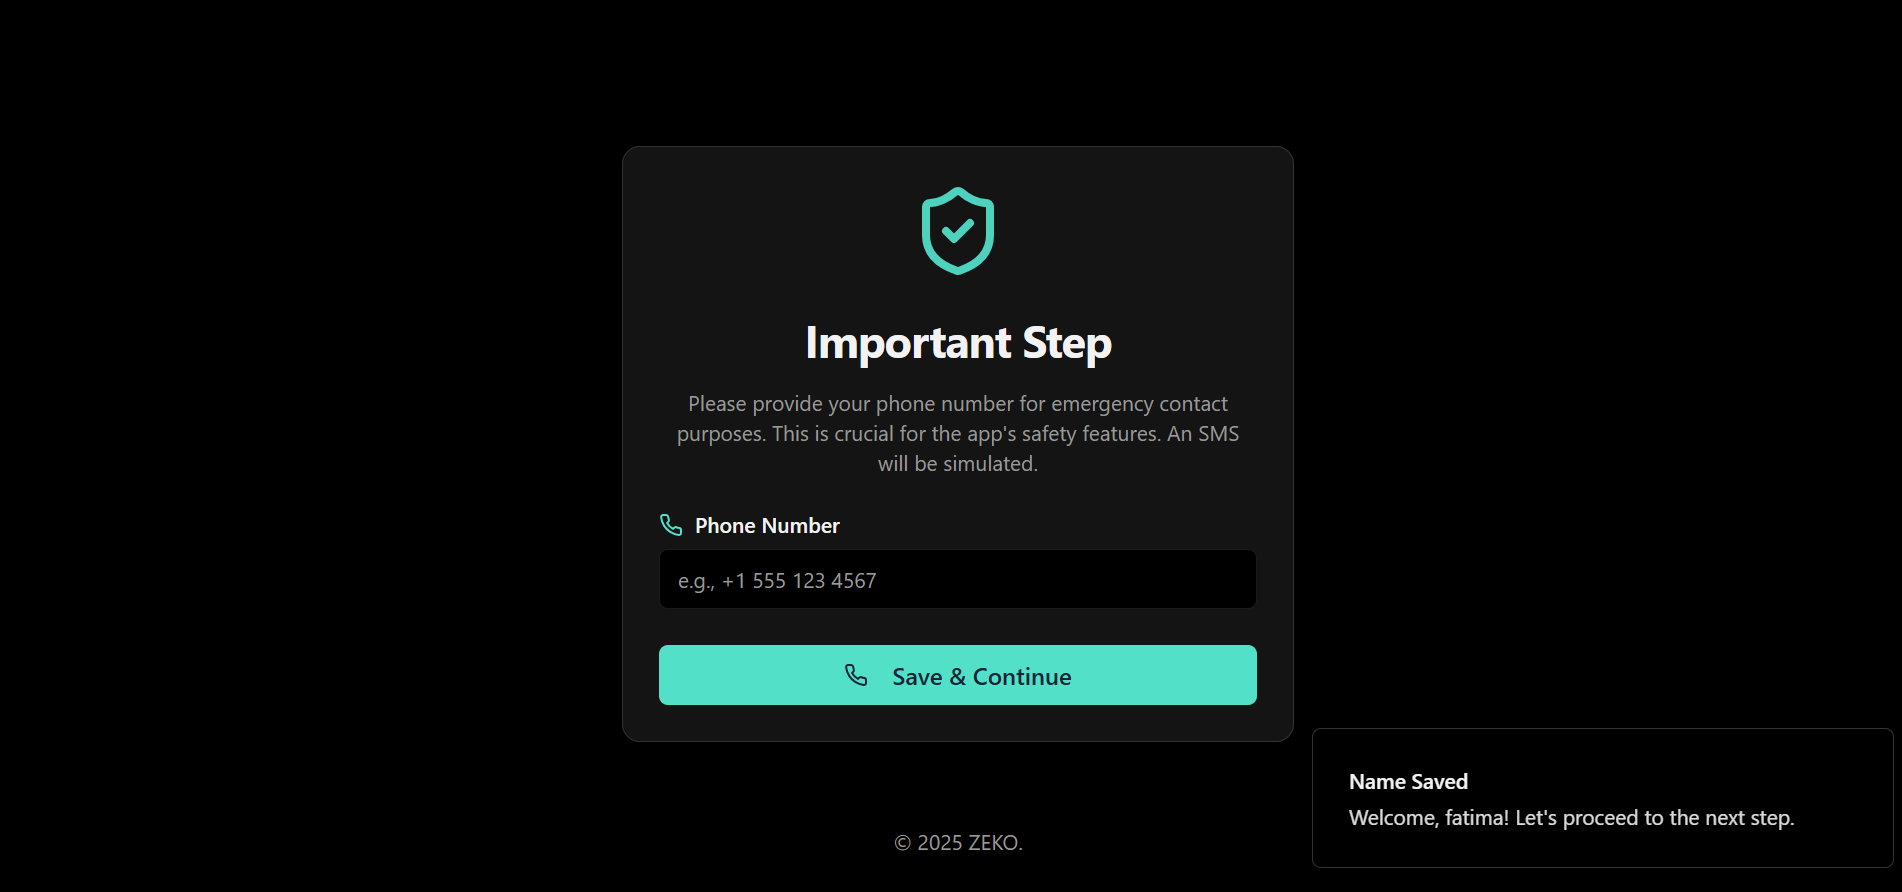 Important Step
Please provide your phone number for emergency contact
purposes. This is crucial for the app's safety features. An SMS
will be simulated.
Phone Number
e.g., +1 555 123 4567
Save & Continue
Name Saved
Welcome, fatima! Let's proceed to the next step.
© 2025 ZEKO.